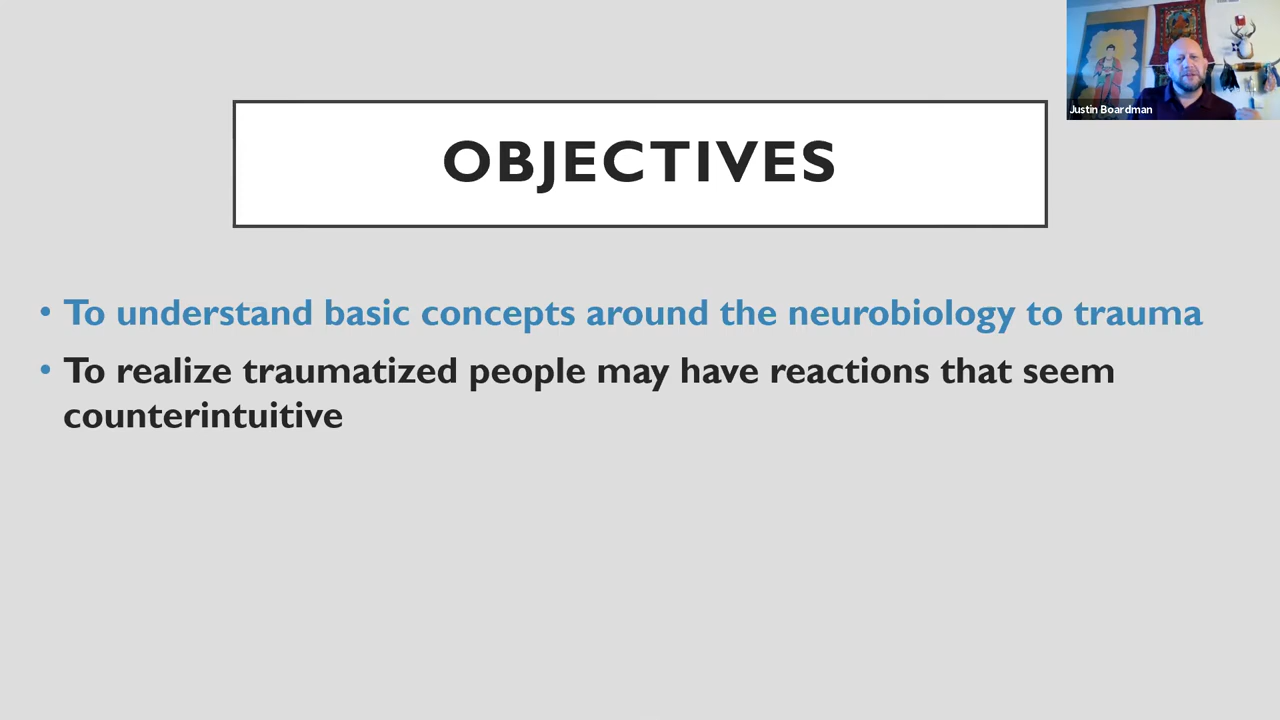 Justin Boardman
OBJECTIVES
• To understand basic concepts around the neurobiology to trauma
• To realize traumatized people may have reactions that seem
counterintuitive